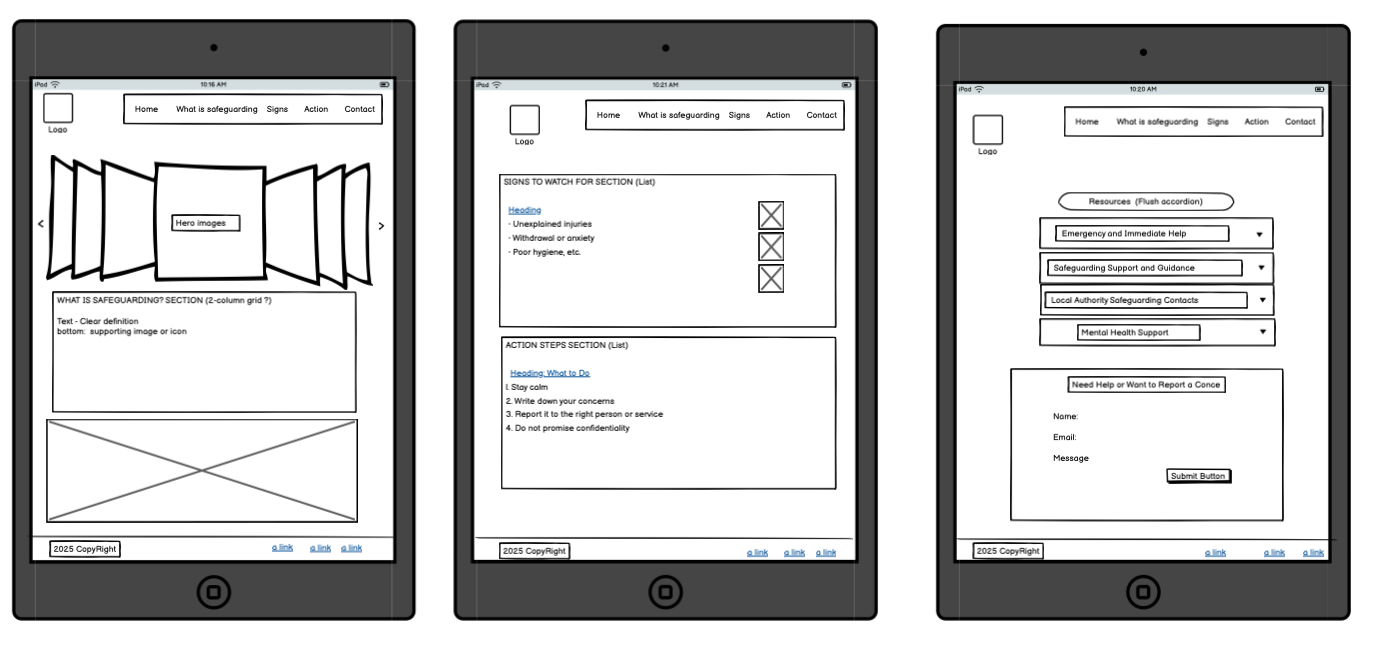 iPad 10:16 AM
Logo
Home What is safeguarding Signs Action Contact
< Hero images >
WHAT IS SAFEGUARDING? SECTION (2-column grid ?)
Text - Clear definition
bottom: supporting image or icon
2025 CopyRight a link a link a link
iPad 10:21 AM
Logo
Home What is safeguarding Signs Action Contact
SIGNS TO WATCH FOR SECTION (List)
Heading
- Unexplained injuries
- Withdrawal or anxiety
- Poor hygiene, etc.
ACTION STEPS SECTION (List)
Heading: What to Do
1. Stay calm
2. Write down your concerns
3. Report it to the right person or service
4. Do not promise confidentiality
2025 CopyRight a link a link a link
iPad 10:20 AM
Logo
Home What is safeguarding Signs Action Contact
Resources (Flush accordion)
Emergency and Immediate Help
Safeguarding Support and Guidance
Local Authority Safeguarding Contacts
Mental Health Support
Need Help or Want to Report a Conce
Name:
Email:
Message
Submit Button
2025 CopyRight a link a link a link